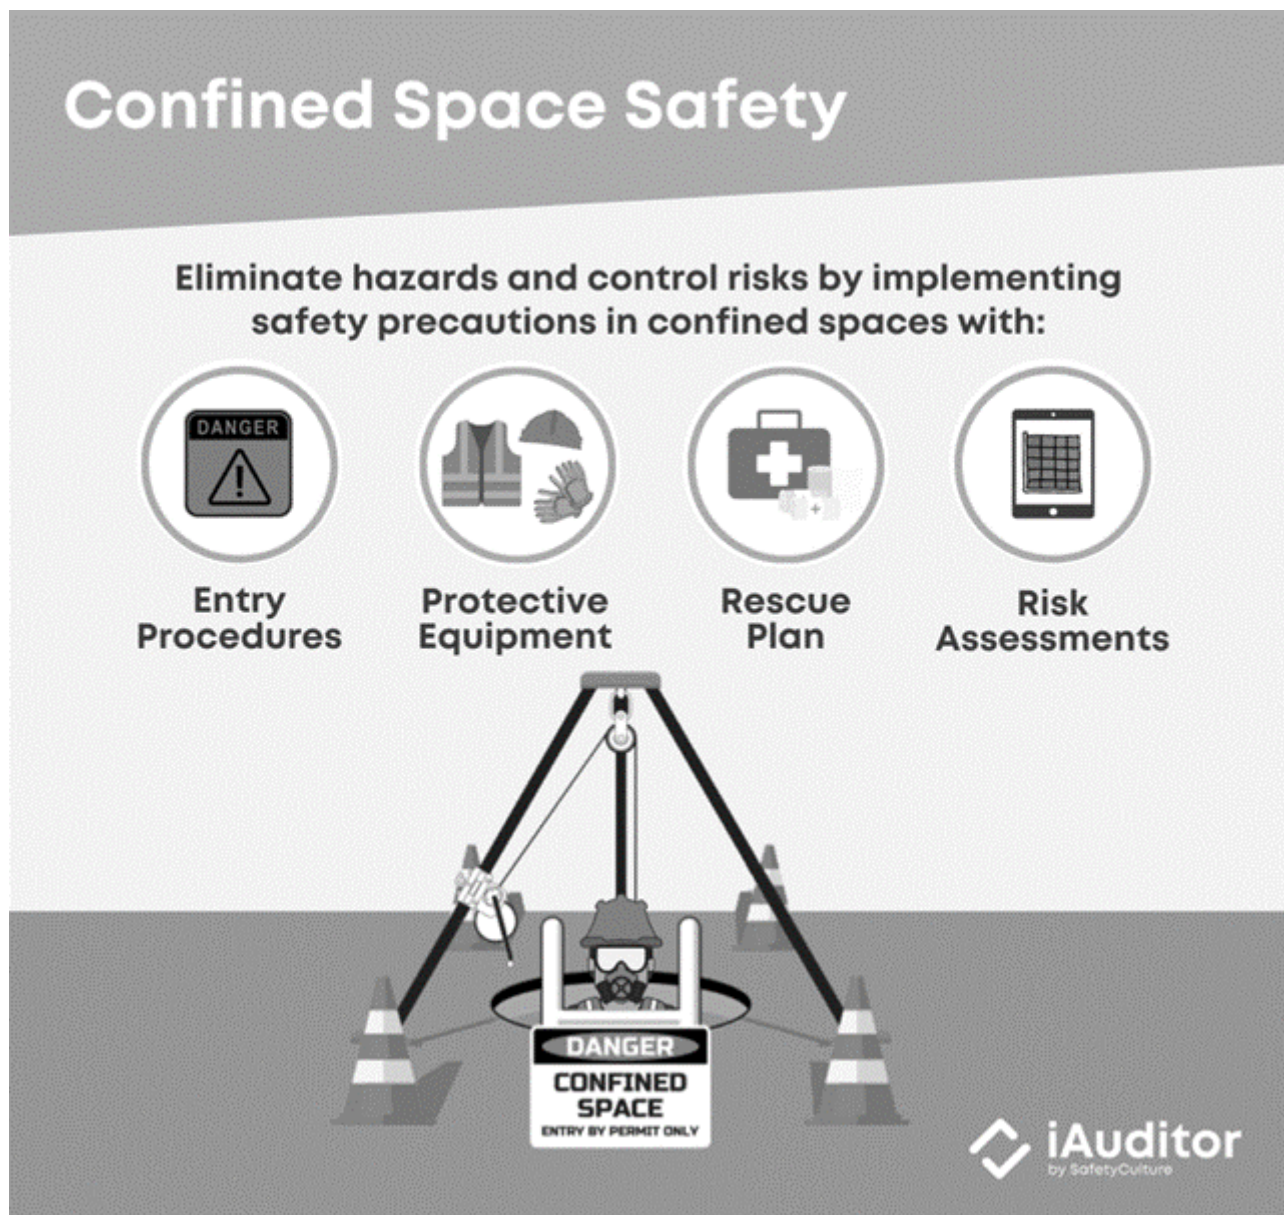 Confined Space Safety
Eliminate hazards and control risks by implementing
safety precautions in confined spaces with:
DANGER
Entry
Procedures
Protective
Equipment
Rescue
Plan
Risk
Assessments
DANGER
CONFINED
SPACE
ENTRY BY PERMIT ONLY
iAuditor
by SafetyCulture